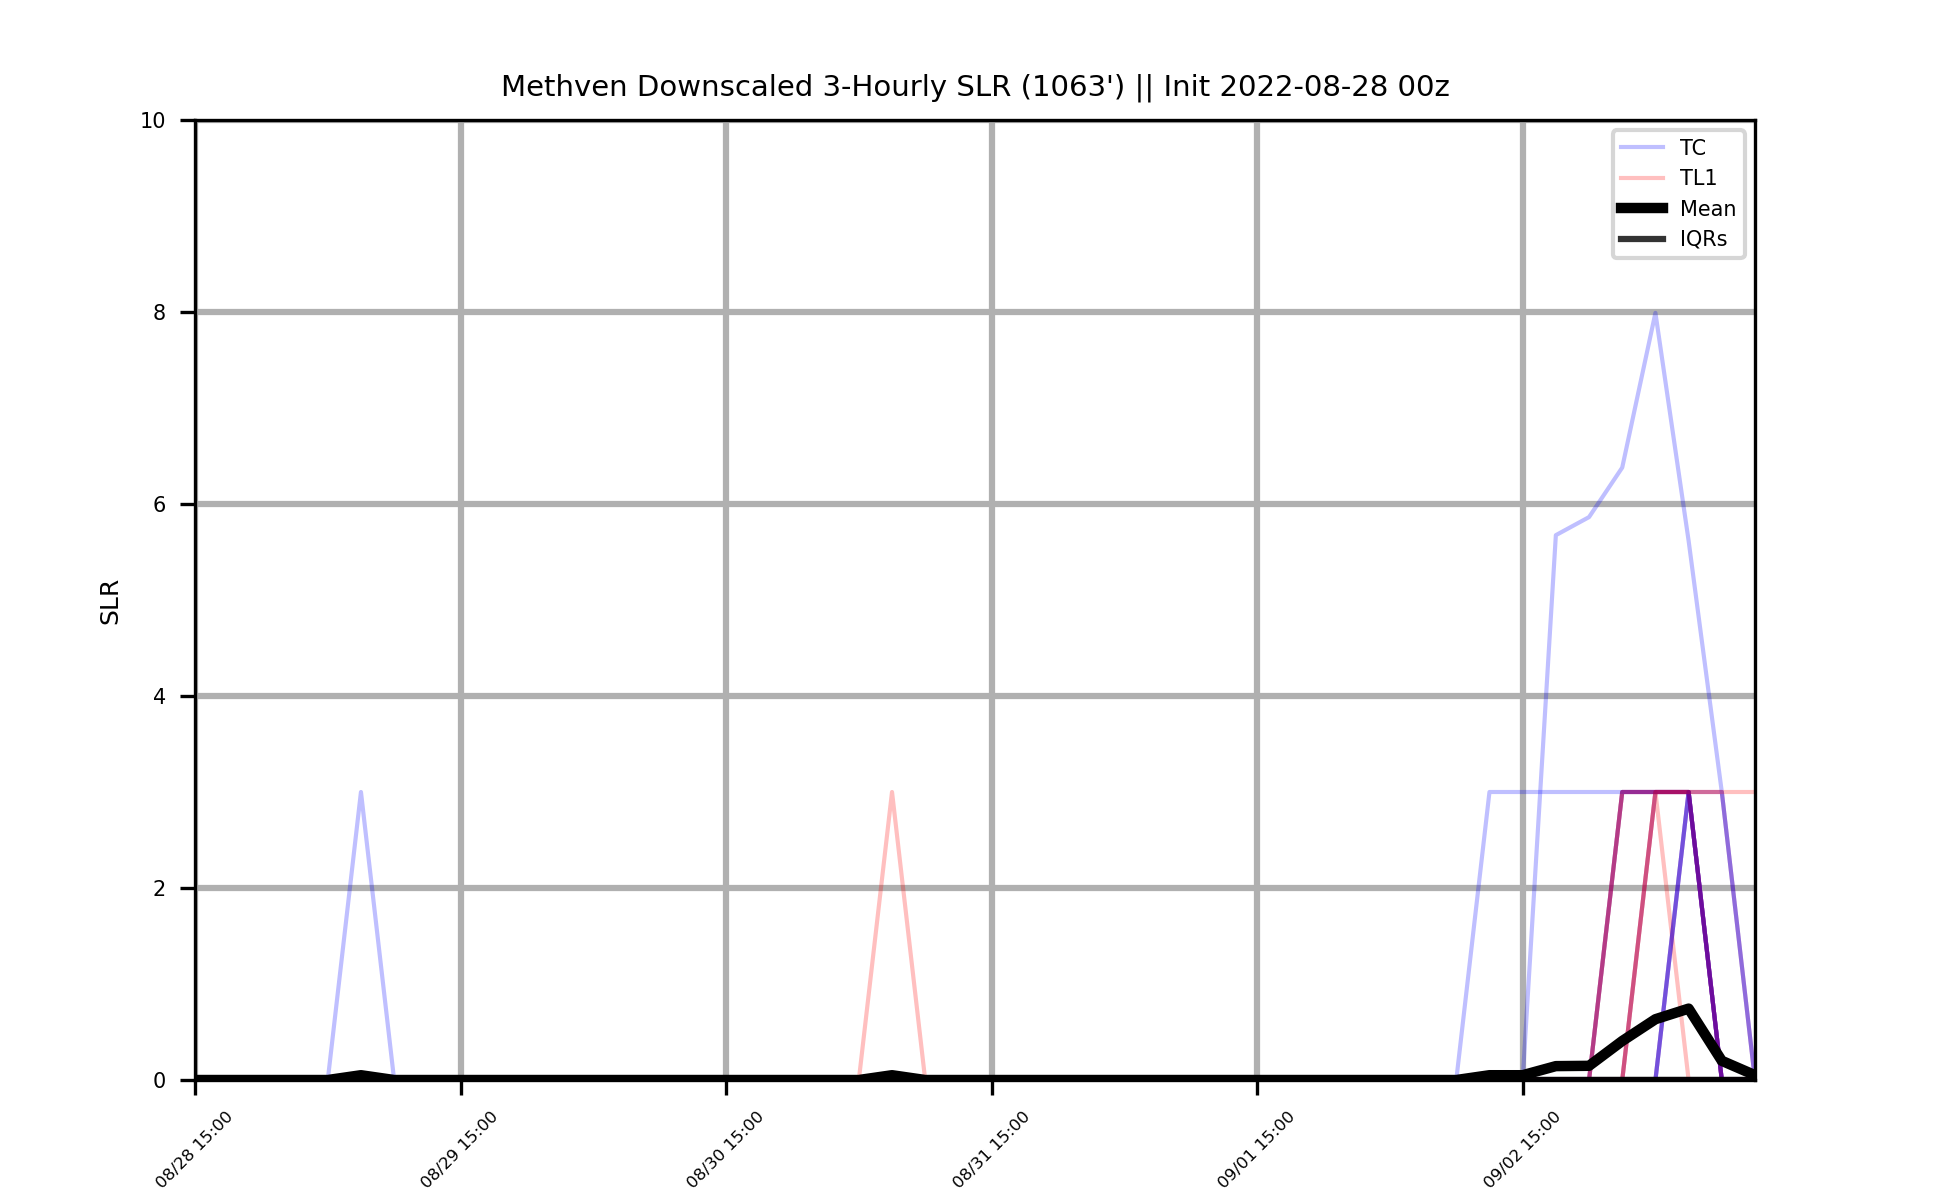 Methven Downscaled 3-Hourly SLR (1063') || Init 2022-08-28 00z
10
8
6
4
2
0
SLR
TC
TL1
Mean
IQRs
08/28 15:00
08/29 15:00
08/30 15:00
08/31 15:00
09/01 15:00
09/02 15:00